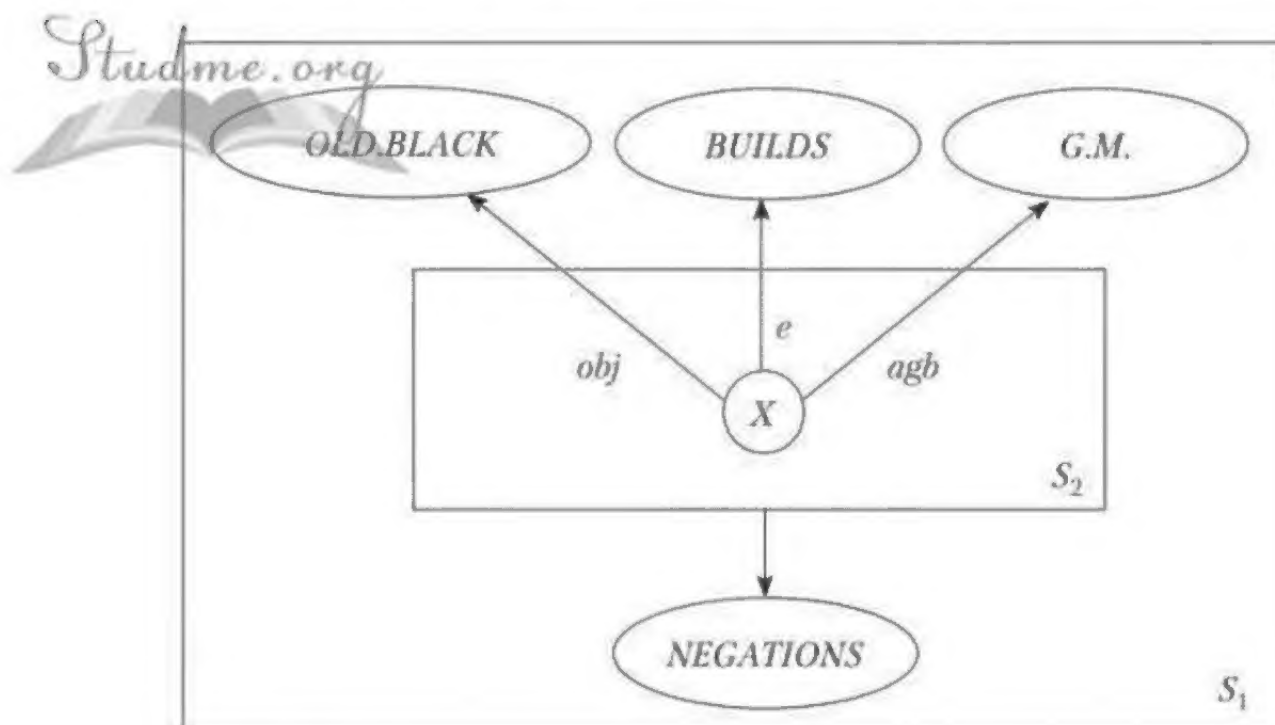 Studme.org
OLD.BLACK BUILDS G.M.
e
obj agb
X
S₂
NEGATIONS
S₁